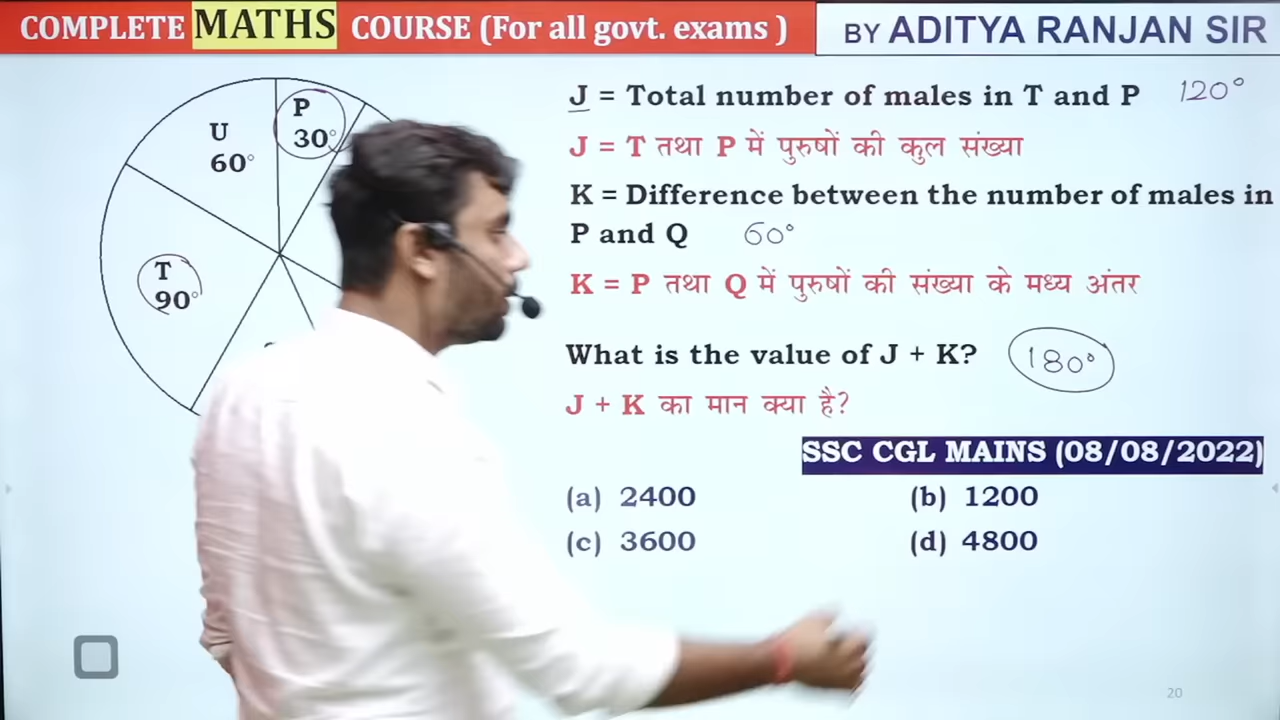 COMPLETE MATHS COURSE (For all govt. exams )
BY ADITYA RANJAN SIR
P
30°
U
60°
T
90°
J = Total number of males in T and P 120°
J = T तथा P में पुरुषों की कुल संख्या
K = Difference between the number of males in
P and Q 60°
K = P तथा Q में पुरुषों की संख्या के मध्य अंतर
What is the value of J + K? 180°
J + K का मान क्या है?
SSC CGL MAINS (08/08/2022)
(a) 2400 (b) 1200
(c) 3600 (d) 4800
20